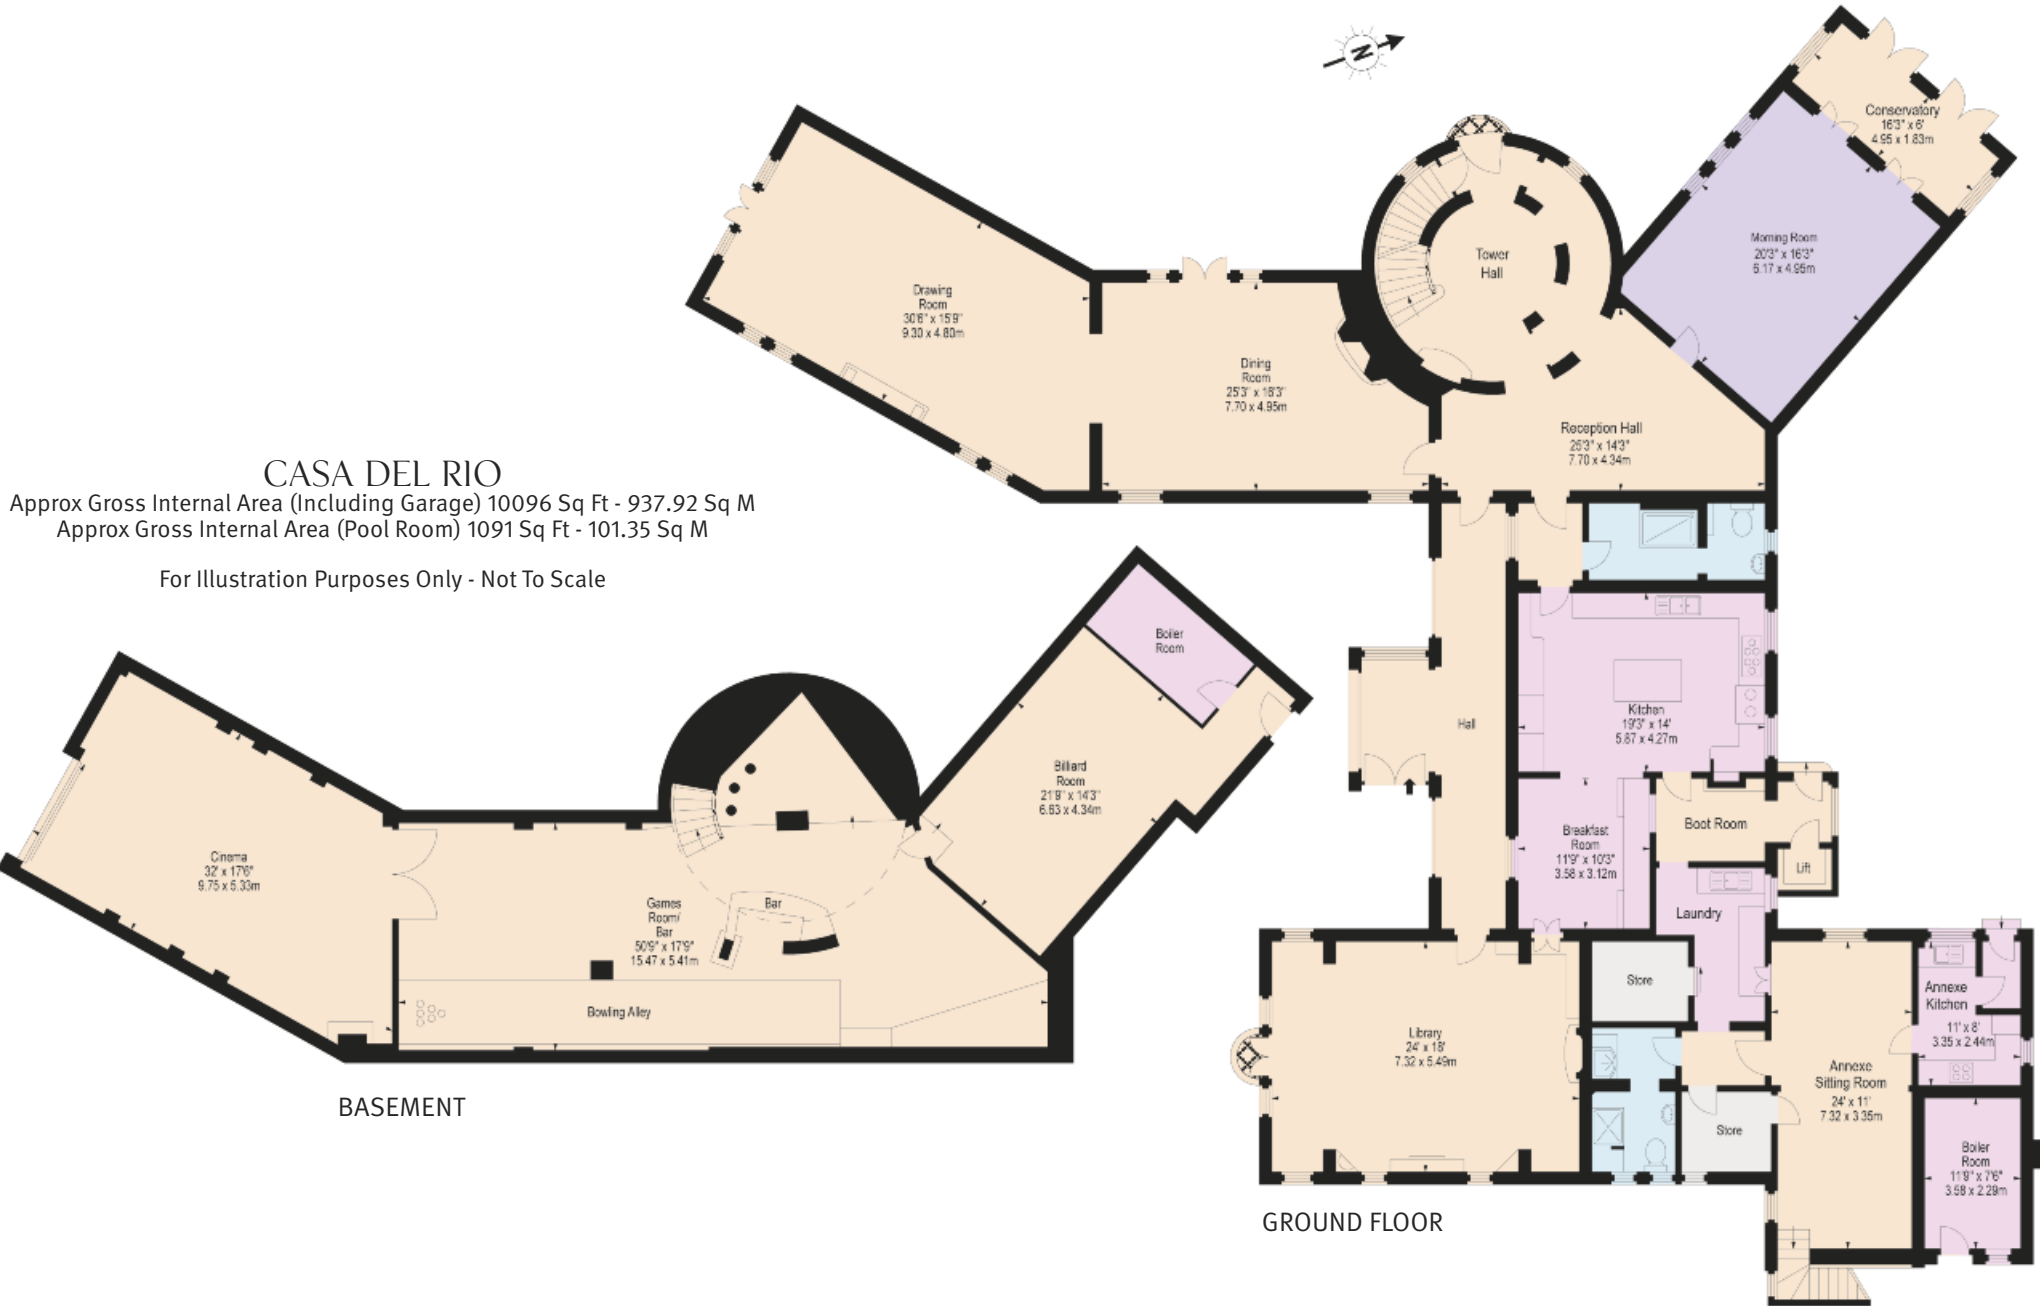 N
Conservatory
16'3" x 6'
4.95 x 1.83m
Morning Room
20'3" x 16'3"
6.17 x 4.95m
Tower
Hall
Drawing
Room
30'6" x 15'9"
9.30 x 4.80m
Dining
Room
25'3" x 16'3"
7.70 x 4.95m
Reception Hall
25'3" x 14'3"
7.70 x 4.34m
CASA DEL RIO
Approx Gross Internal Area (Including Garage) 10096 Sq Ft - 937.92 Sq M
Approx Gross Internal Area (Pool Room) 1091 Sq Ft - 101.35 Sq M
For Illustration Purposes Only - Not To Scale
Boiler
Room
Billiard
Room
21'9" x 14'3"
6.63 x 4.34m
Cinema
32' x 17'6"
9.75 x 5.33m
Games
Room/
Bar
50'9" x 17'9"
15.47 x 5.41m
Bar
Bowling Alley
BASEMENT
Hall
Kitchen
19'3" x 14'
5.87 x 4.27m
Breakfast
Room
11'9" x 10'3"
3.58 x 3.12m
Boot Room
Lift
Laundry
Store
Library
24' x 18'
7.32 x 5.49m
Annexe
Kitchen
11' x 8'
3.35 x 2.44m
Annexe
Sitting Room
24' x 11'
7.32 x 3.35m
Store
Boiler
Room
11'9" x 7'6"
3.58 x 2.29m
GROUND FLOOR